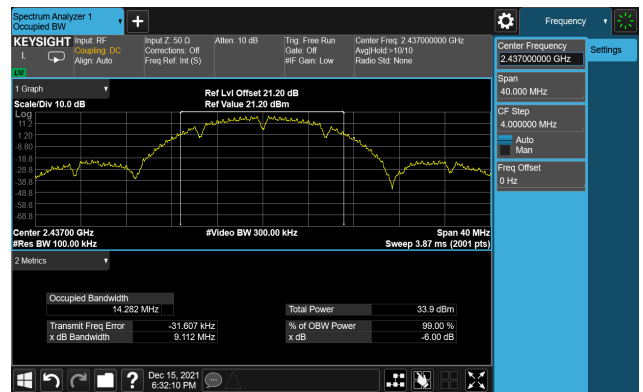 Spectrum Analyzer 1
Occupied BW
Frequency
KEYSIGHT
L
Input: RF
Coupling: DC
Align: Auto
Input Z: 50 Ω
Corrections: Off
Freq Ref: Int (S)
Atten: 10 dB
Trig: Free Run
Gate: Off
#IF Gain: Low
Center Freq: 2.437000000 GHz
Avg|Hold:>10/10
Radio Std: None
Center Frequency
2.437000000 GHz
Settings
Span
40.000 MHz
CF Step
4.000000 MHz
Auto
Man
Freq Offset
0 Hz
1 Graph
Scale/Div 10.0 dB
Ref Lvl Offset 21.20 dB
Ref Value 21.20 dBm
Log
11.2
1.20
-8.80
-18.8
-28.8
-38.8
-48.8
-58.8
-68.8
Center 2.43700 GHz
#Video BW 300.00 kHz
Span 40 MHz
#Res BW 100.00 kHz
Sweep 3.87 ms (2001 pts)
2 Metrics
Occupied Bandwidth
14.282 MHz
Total Power
33.9 dBm
Transmit Freq Error
-31.607 kHz
% of OBW Power
99.00 %
x dB Bandwidth
9.112 MHz
x dB
-6.00 dB
?
Dec 15, 2021
6:32:10 PM